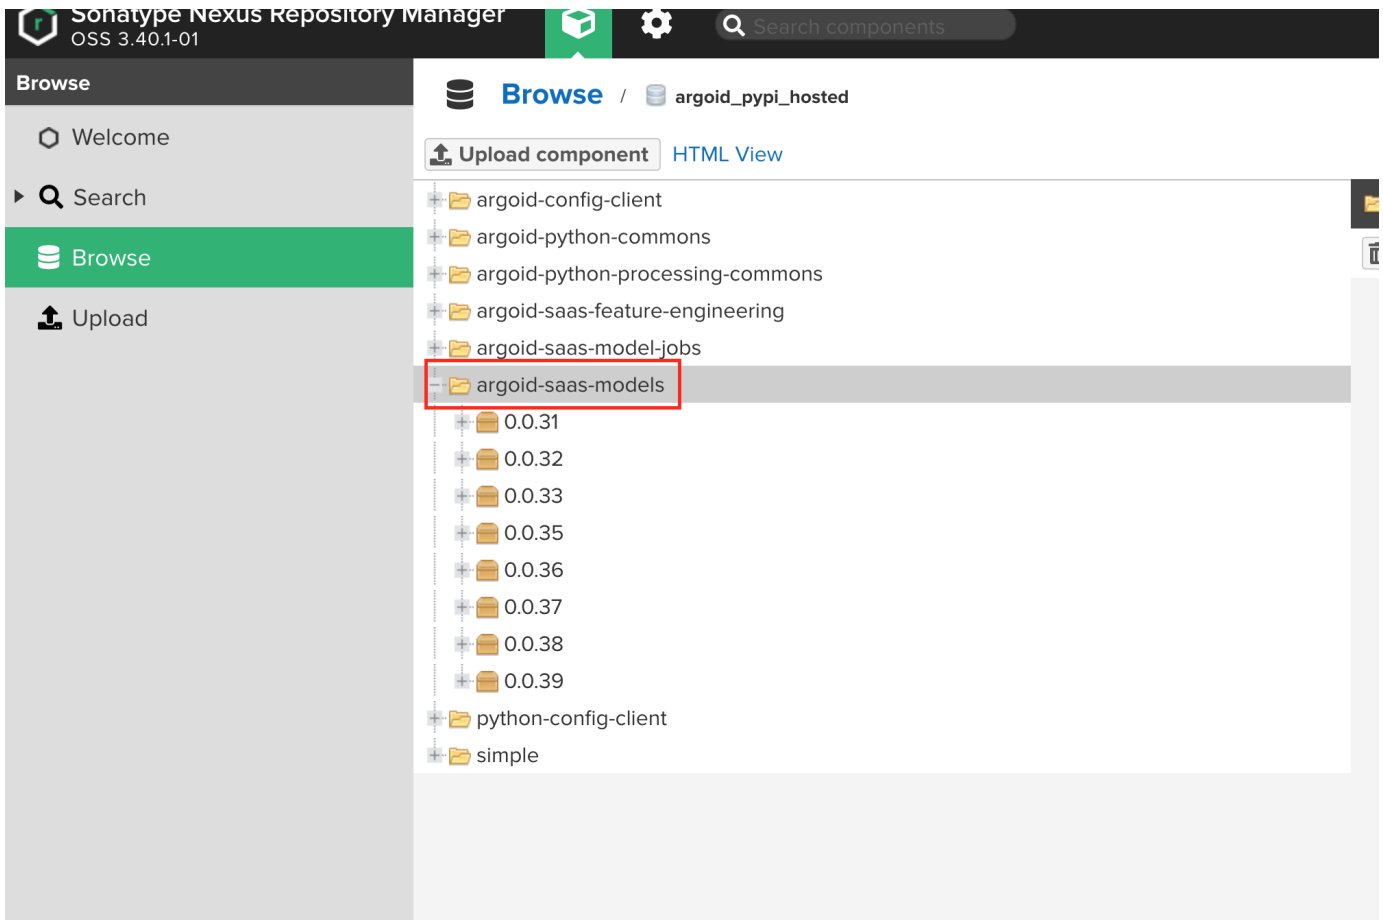 Sonatype Nexus Repository Manager
OSS 3.40.1-01
Search components
Browse
Welcome
Search
Browse
Upload
Browse / argoid_pypi_hosted
Upload component HTML View
argoid-config-client
argoid-python-commons
argoid-python-processing-commons
argoid-saas-feature-engineering
argoid-saas-model-jobs
argoid-saas-models
0.0.31
0.0.32
0.0.33
0.0.35
0.0.36
0.0.37
0.0.38
0.0.39
python-config-client
simple